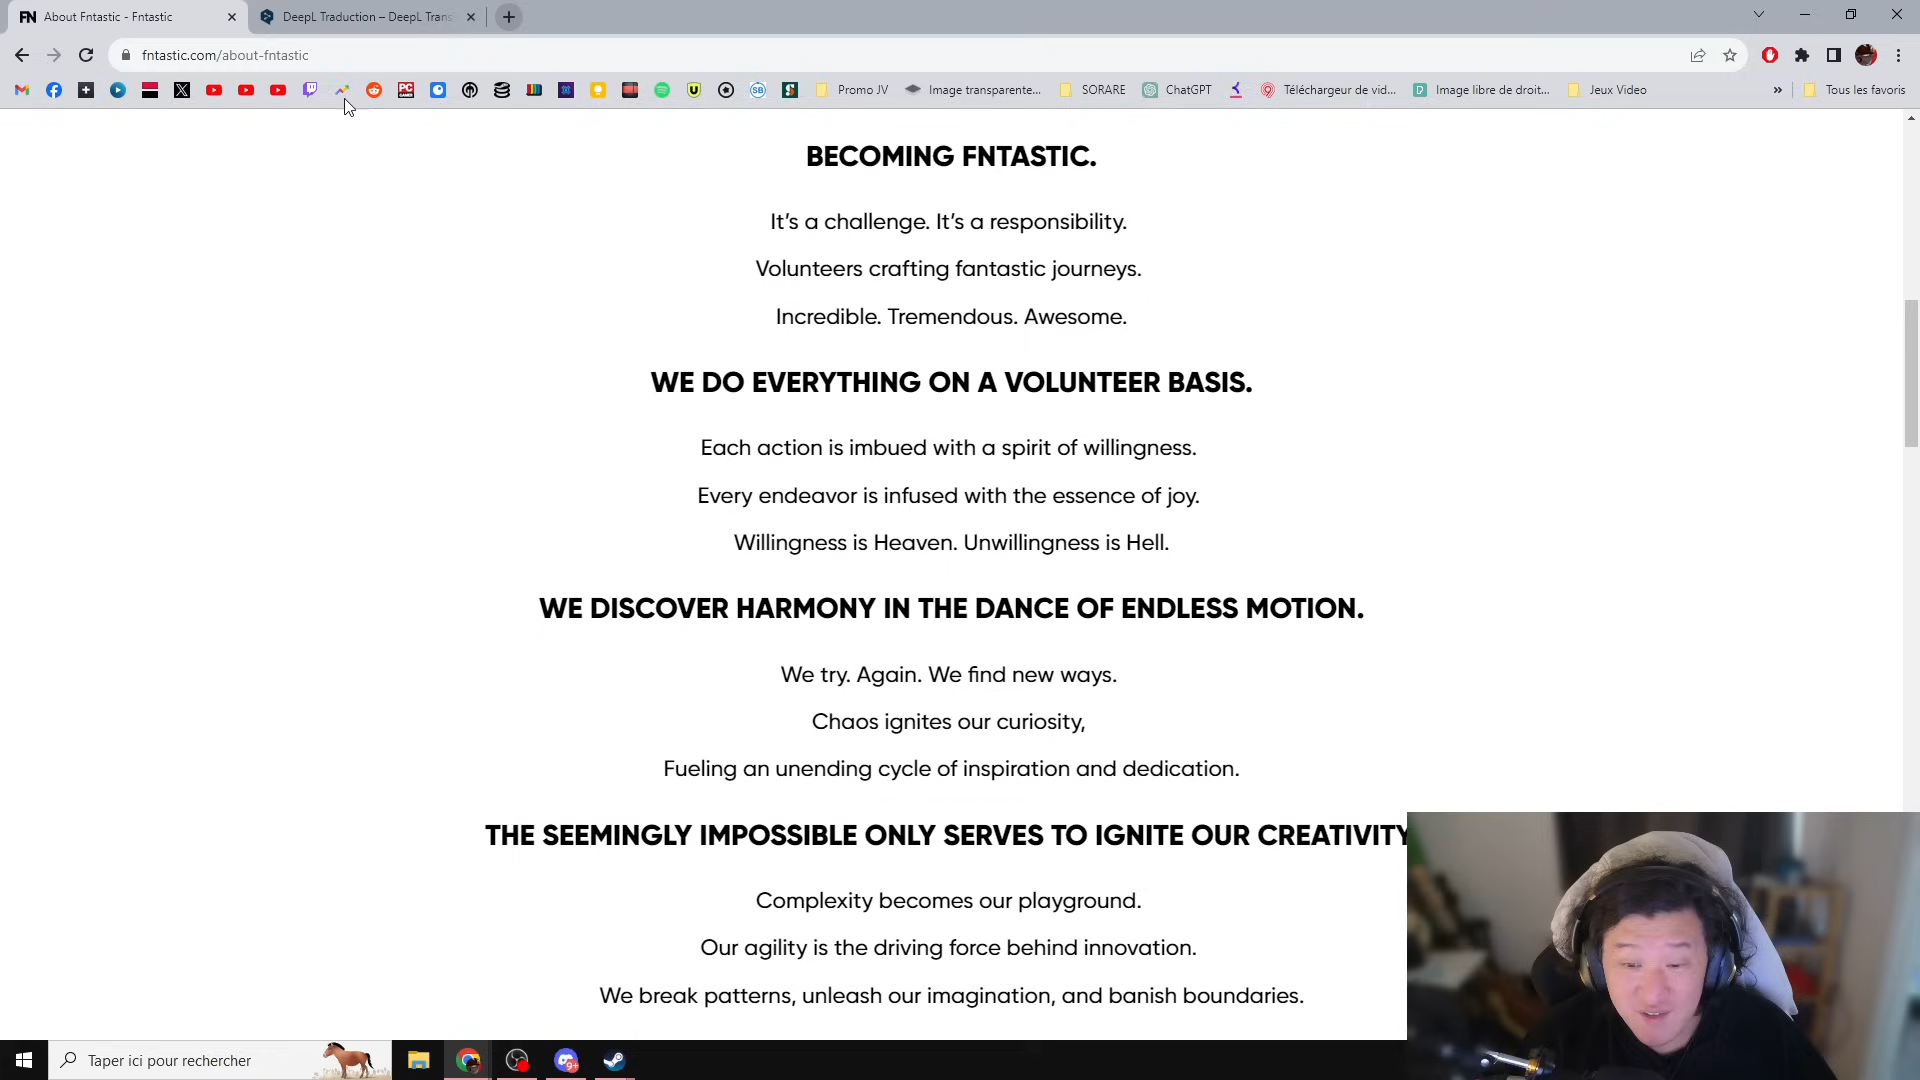 FN About Fntastic - Fntastic
DeepL Traduction – DeepL Trans
fntastic.com/about-fntastic
Promo JV
Image transparente...
SORARE
ChatGPT
Téléchargeur de vid...
Image libre de droit...
Jeux Video
»
Tous les favoris
BECOMING FNTASTIC.
It’s a challenge. It’s a responsibility.
Volunteers crafting fantastic journeys.
Incredible. Tremendous. Awesome.
WE DO EVERYTHING ON A VOLUNTEER BASIS.
Each action is imbued with a spirit of willingness.
Every endeavor is infused with the essence of joy.
Willingness is Heaven. Unwillingness is Hell.
WE DISCOVER HARMONY IN THE DANCE OF ENDLESS MOTION.
We try. Again. We find new ways.
Chaos ignites our curiosity,
Fueling an unending cycle of inspiration and dedication.
THE SEEMINGLY IMPOSSIBLE ONLY SERVES TO IGNITE OUR CREATIVITY
Complexity becomes our playground.
Our agility is the driving force behind innovation.
We break patterns, unleash our imagination, and banish boundaries.
Taper ici pour rechercher
9+